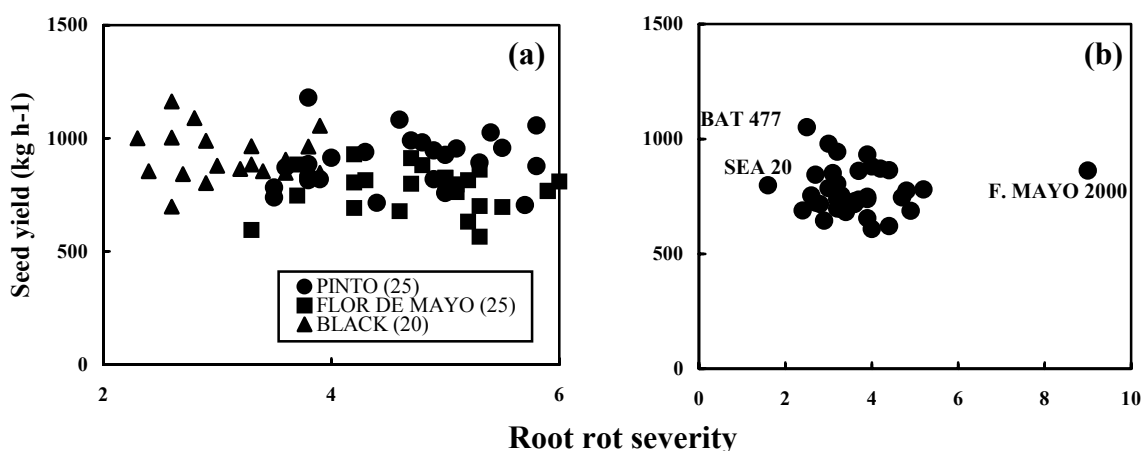 Seed yield (kg h-1)
1500
1000
500
0
(a)
PINTO (25)
FLOR DE MAYO (25)
BLACK (20)
2
4
6
1500
1000
500
0
(b)
BAT 477
SEA 20
F. MAYO 2000
0
2
4
6
8
10
Root rot severity